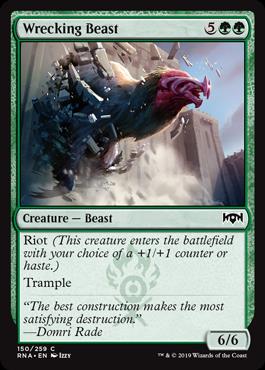 Wrecking Beast 5
Creature — Beast
Riot (This creature enters the battlefield
with your choice of a +1/+1 counter or
haste.)
Trample
“The best construction makes the most
satisfying destruction.”
—Domri Rade
6/6
150/259 C
RNA • EN Izzy
™ & © 2019 Wizards of the Coast